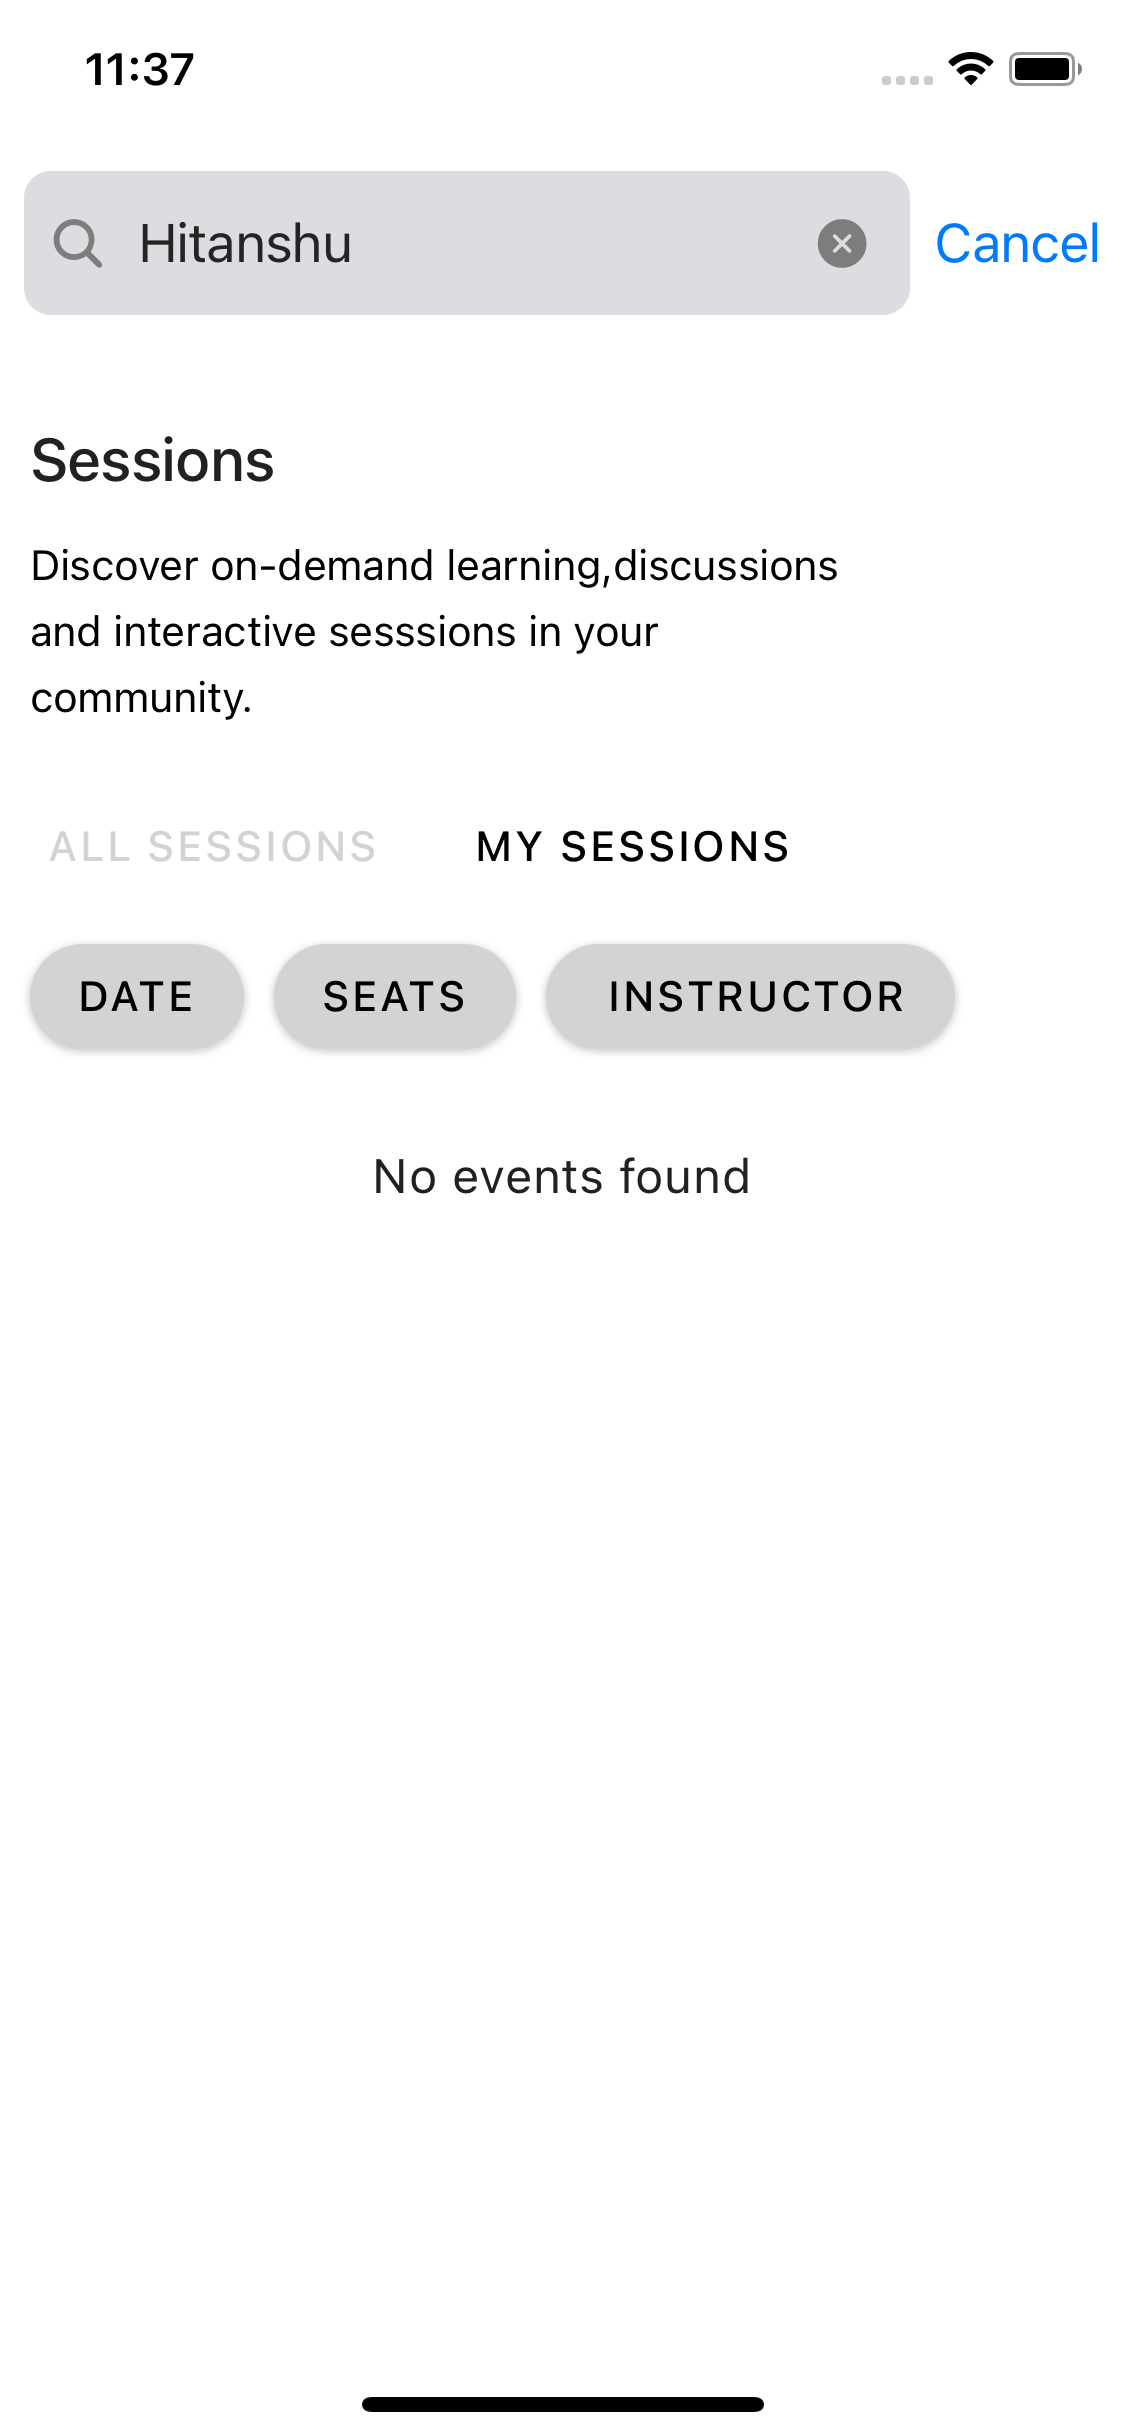 11:37
Hitanshu
Cancel
Sessions
Discover on-demand learning,discussions
and interactive sesssions in your
community.
ALL SESSIONS MY SESSIONS
DATE SEATS INSTRUCTOR
No events found